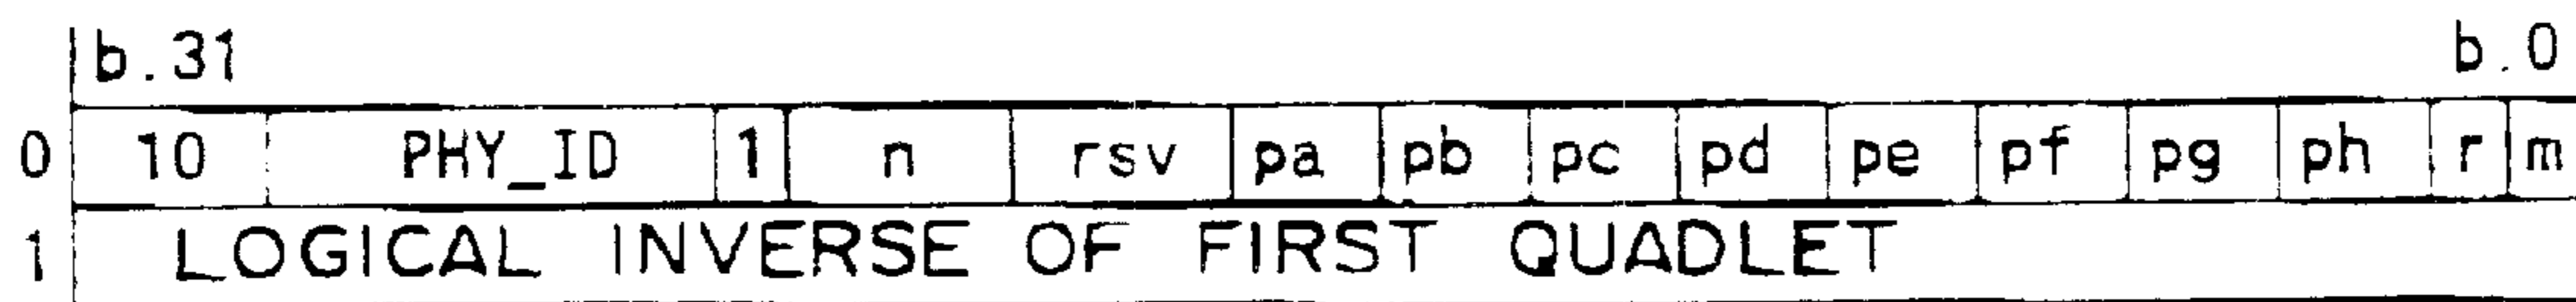 b.31 b.0
0 10 PHY_ID 1 n rsv pa pb pc pd pe pf pg ph r m
1 LOGICAL INVERSE OF FIRST QUADLET